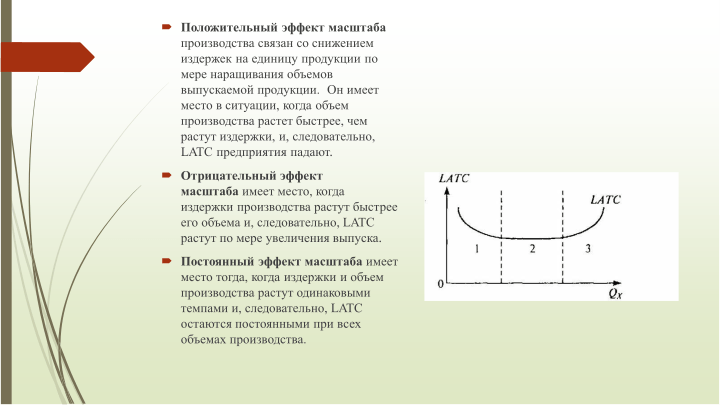 Положительный эффект масштаба
производства связан со снижением
издержек на единицу продукции по
мере наращивания объемов
выпускаемой продукции. Он имеет
место в ситуации, когда объем
производства растет быстрее, чем
растут издержки, и, следовательно,
LATC предприятия падают.
Отрицательный эффект
масштаба имеет место, когда
издержки производства растут быстрее
его объема и, следовательно, LATC
растут по мере увеличения выпуска.
Постоянный эффект масштаба имеет
место тогда, когда издержки и объем
производства растут одинаковыми
темпами и, следовательно, LATC
остаются постоянными при всех
объемах производства.
LATC
LATC
1 2 3
0
Qx